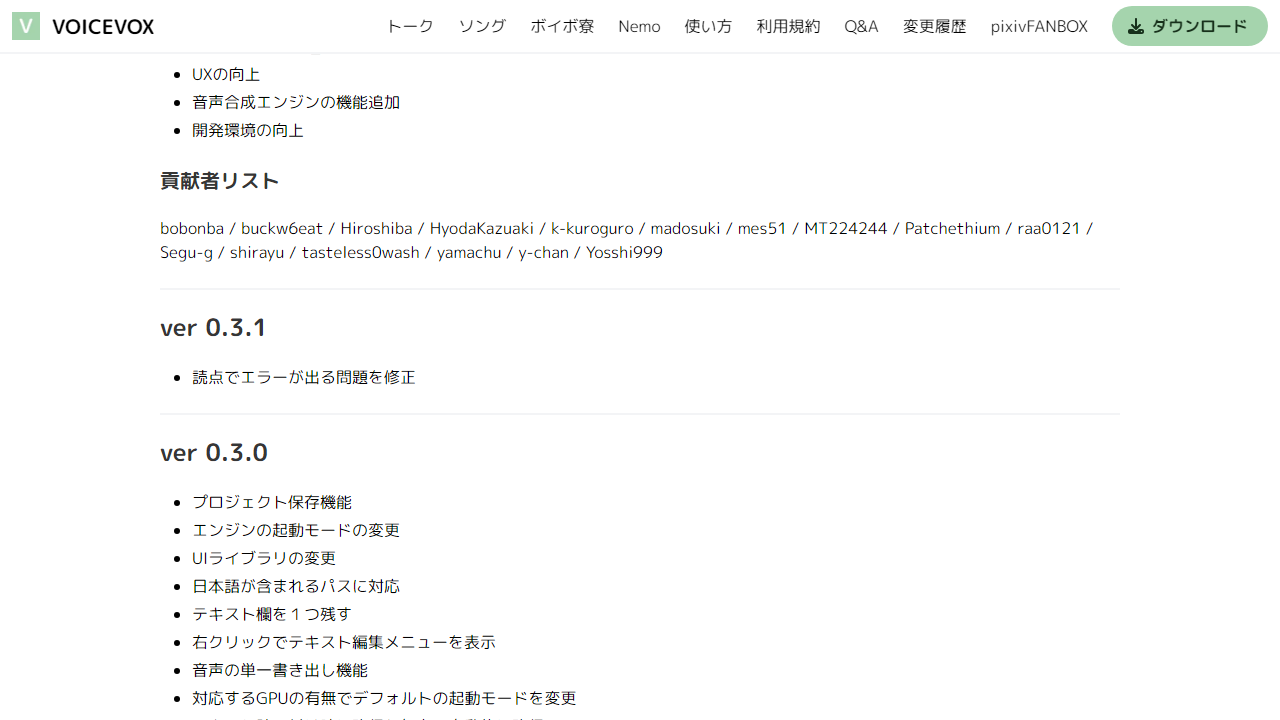 V VOICEVOX トーク ソング ボイボ寮 Nemo 使い方 利用規約 Q&A 変更履歴 pixivFANBOX ダウンロード
UXの向上
音声合成エンジンの機能追加
開発環境の向上
貢献者リスト
bobonba / buckw6eat / Hiroshiba / HyodaKazuaki / k-kuroguro / madosuki / mes51 / MT224244 / Patchethium / raa0121 /
Segu-g / shirayu / tasteless0wash / yamachu / y-chan / Yosshi999
ver 0.3.1
読点でエラーが出る問題を修正
ver 0.3.0
プロジェクト保存機能
エンジンの起動モードの変更
UIライブラリの変更
日本語が含まれるパスに対応
テキスト欄を１つ残す
右クリックでテキスト編集メニューを表示
音声の単一書き出し機能
対応するGPUの有無でデフォルトの起動モードを変更